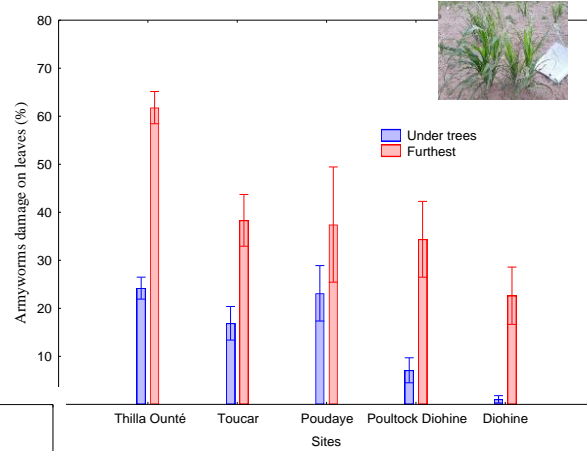 80
70
60
50
40
30
20
10
Armyworms damage on leaves (%)
Under trees
Furthest
Thilla Ounté Toucar Poudaye Poultock Diohine Diohine
Sites